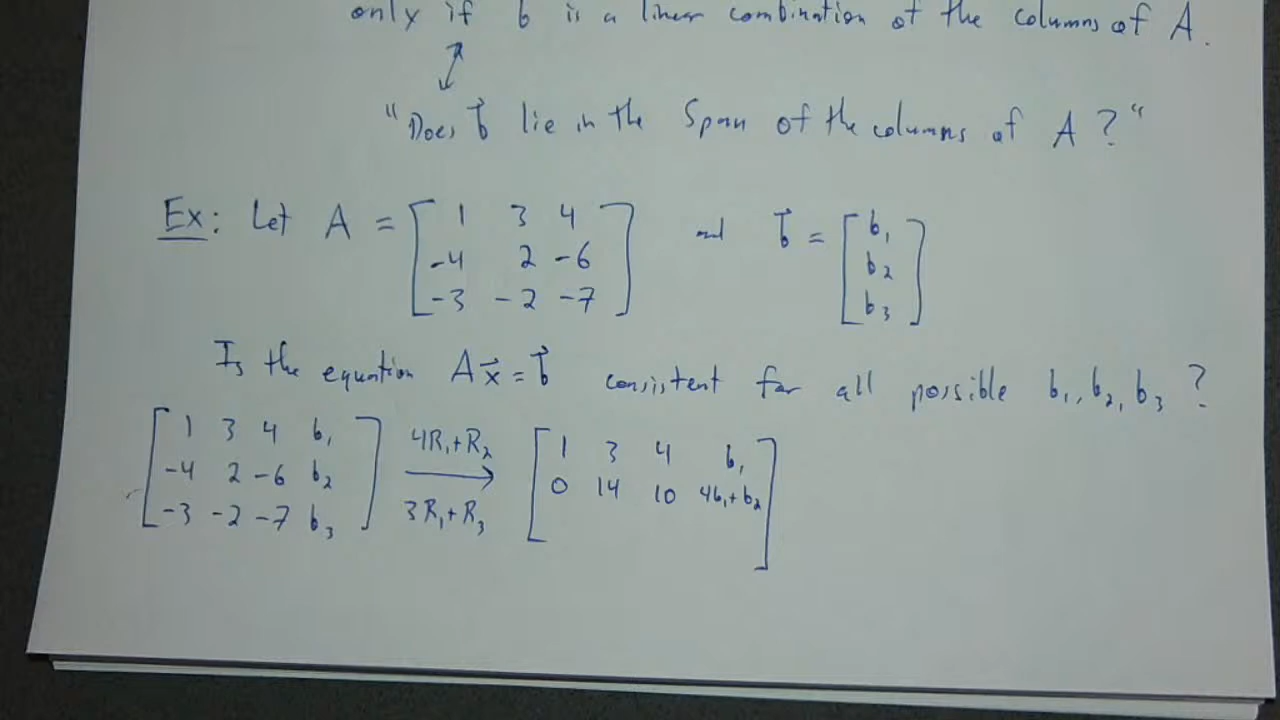 only if b is a linear combination of the columns of A.
"Does b⃗ lie in the Span of the columns of A?"
Ex: Let A = [ 1 3 4 and b⃗ = [ b₁
-4 2 -6 b₂
-3 -2 -7 ] b₃ ]
Is the equation Ax⃗ = b⃗ consistent for all possible b₁, b₂, b₃ ?
[ 1 3 4 b₁ 4R₁+R₂ [ 1 3 4 b₁
-4 2 -6 b₂ → 0 14 10 4b₁+b₂
-3 -2 -7 b₃ ] 3R₁+R₃ ]